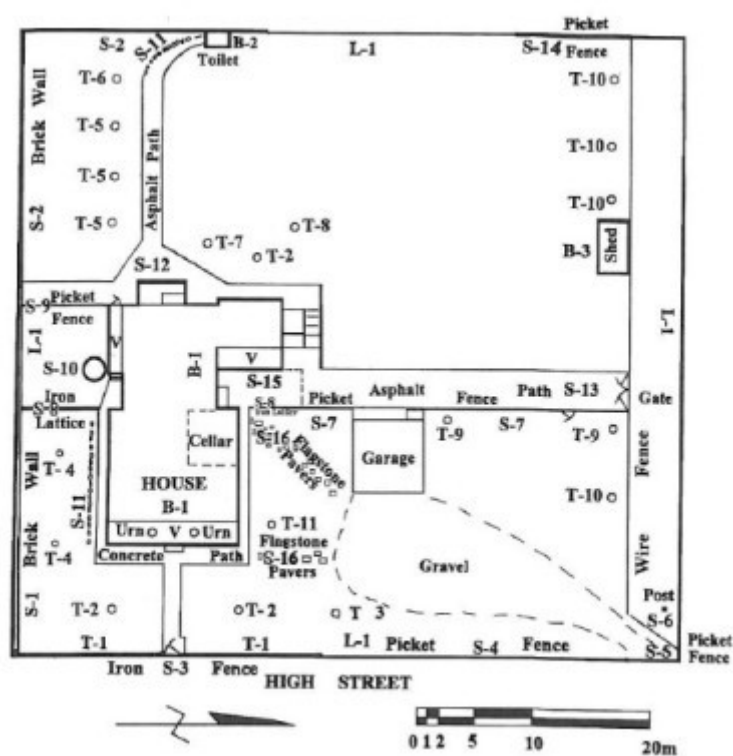 Picket
S-2 S-11 B-2 L-1 S-14 Fence
Toilet
T-6 T-10
Brick Wall
T-5
Asphalt Path
T-10
T-5
T-10
S-2
T-5
T-8
T-7
T-2
B-3
Shed
S-12
S-9
Picket
Fence
L-1
V
L-1
B-1
V
S-10
S-15
Asphalt Path S-13
Iron
S-8
Picket Fence
Gate
Lattice
S-8
Iron Lattice
S-7
T-9
S-7
T-9
S-16
Flagstone
Pavers
Cellar
Garage
T-4
Brick Wall
S-11
HOUSE
B-1
T-10
Wire Fence
Urn V Urn
T-11
Flagstone
T-4
Concrete Path
S-16
Pavers
Gravel
S-1
Post
S-6
T-2
T-2
T 3
T-1
T-1
L-1 Picket S-4 Fence
S-5
Picket
Fence
Iron S-3 Fence
HIGH STREET
0 1 2 5 10 20m